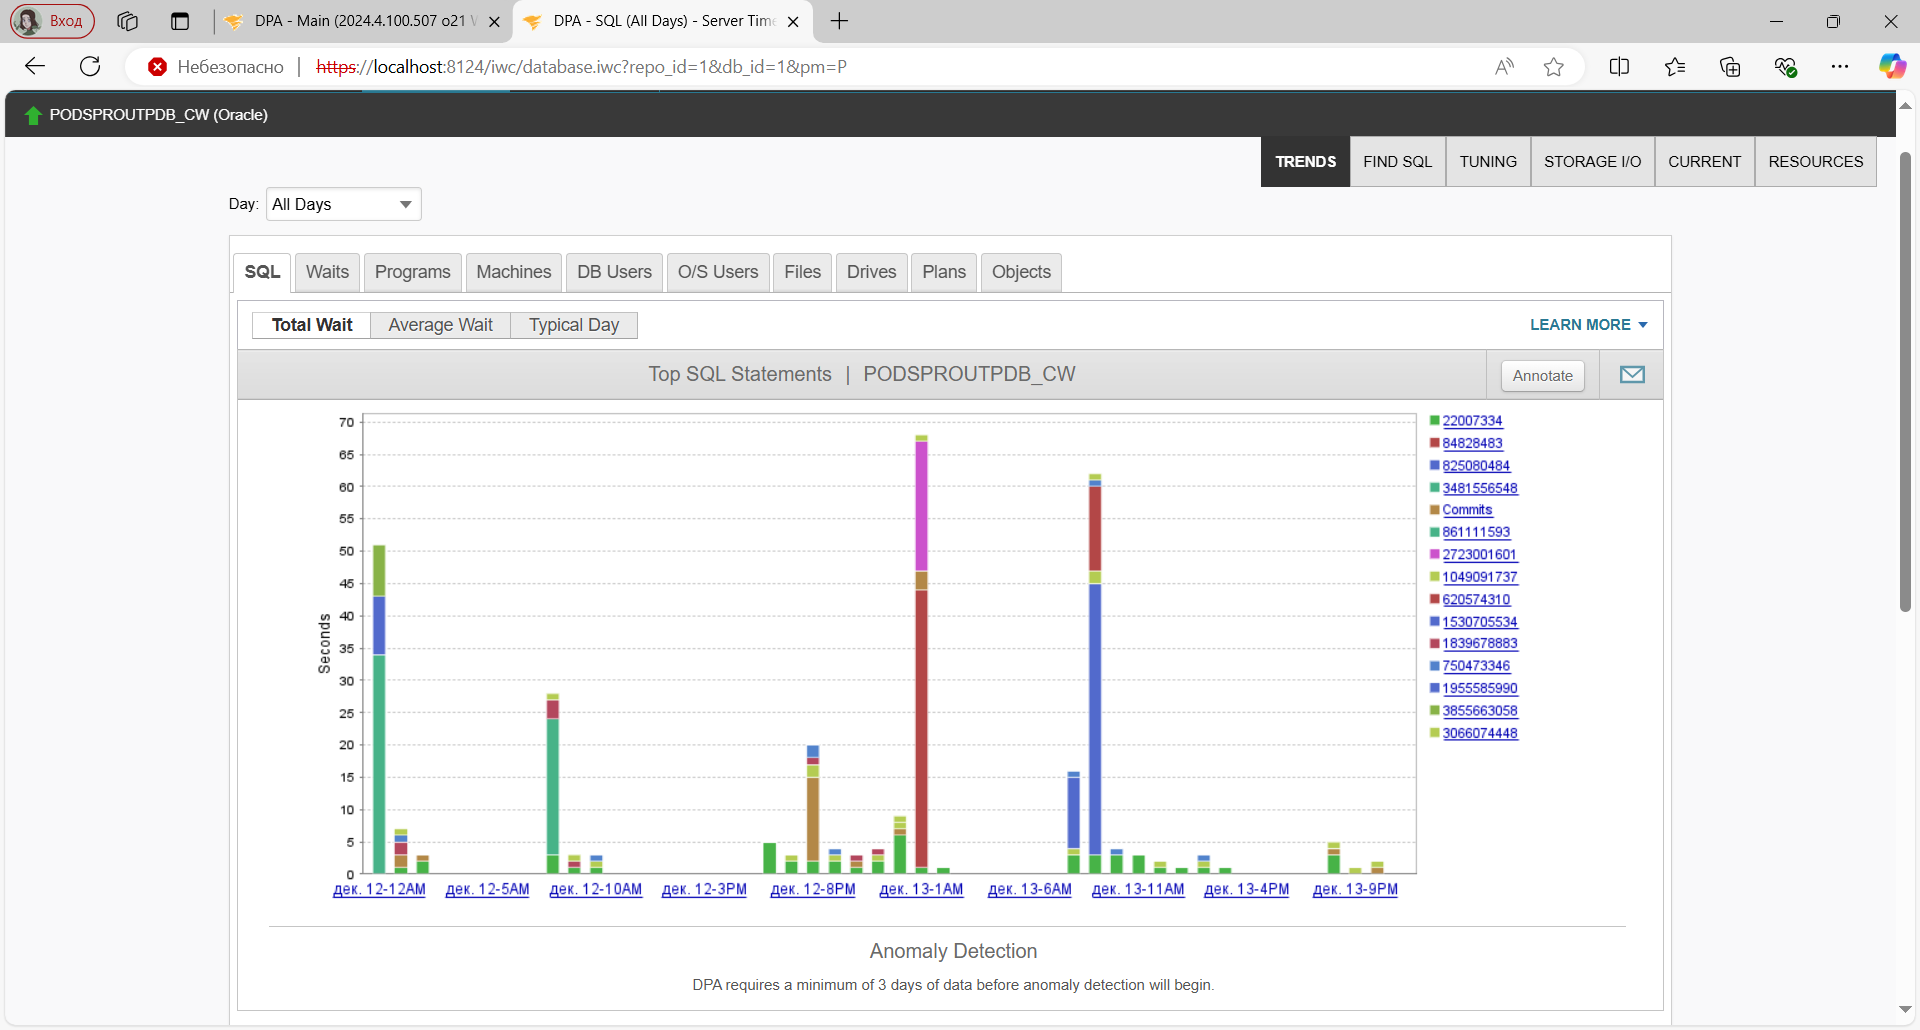 Вход
DPA - Main (2024.4.100.507 o21
DPA - SQL (All Days) - Server Time
Небезопасно
https://localhost:8124/iwc/database.iwc?repo_id=1&db_id=1&pm=P
PODSPROUTPDB_CW (Oracle)
TRENDS FIND SQL TUNING STORAGE I/O CURRENT RESOURCES
Day: All Days
SQL Waits Programs Machines DB Users O/S Users Files Drives Plans Objects
Total Wait Average Wait Typical Day LEARN MORE
Top SQL Statements | PODSPROUTPDB_CW Annotate
70
65
60
55
50
45
40
35
30
25
20
15
10
5
0
Seconds
дек. 12-12AM дек. 12-5AM дек. 12-10AM дек. 12-3PM дек. 12-8PM дек. 13-1AM дек. 13-6AM дек. 13-11AM дек. 13-4PM дек. 13-9PM
22007334
84828483
825080484
3481556548
Commits
861111593
2723001601
1049091737
620574310
1530705534
1839678883
750473346
1955585990
3855663058
3066074448
Anomaly Detection
DPA requires a minimum of 3 days of data before anomaly detection will begin.